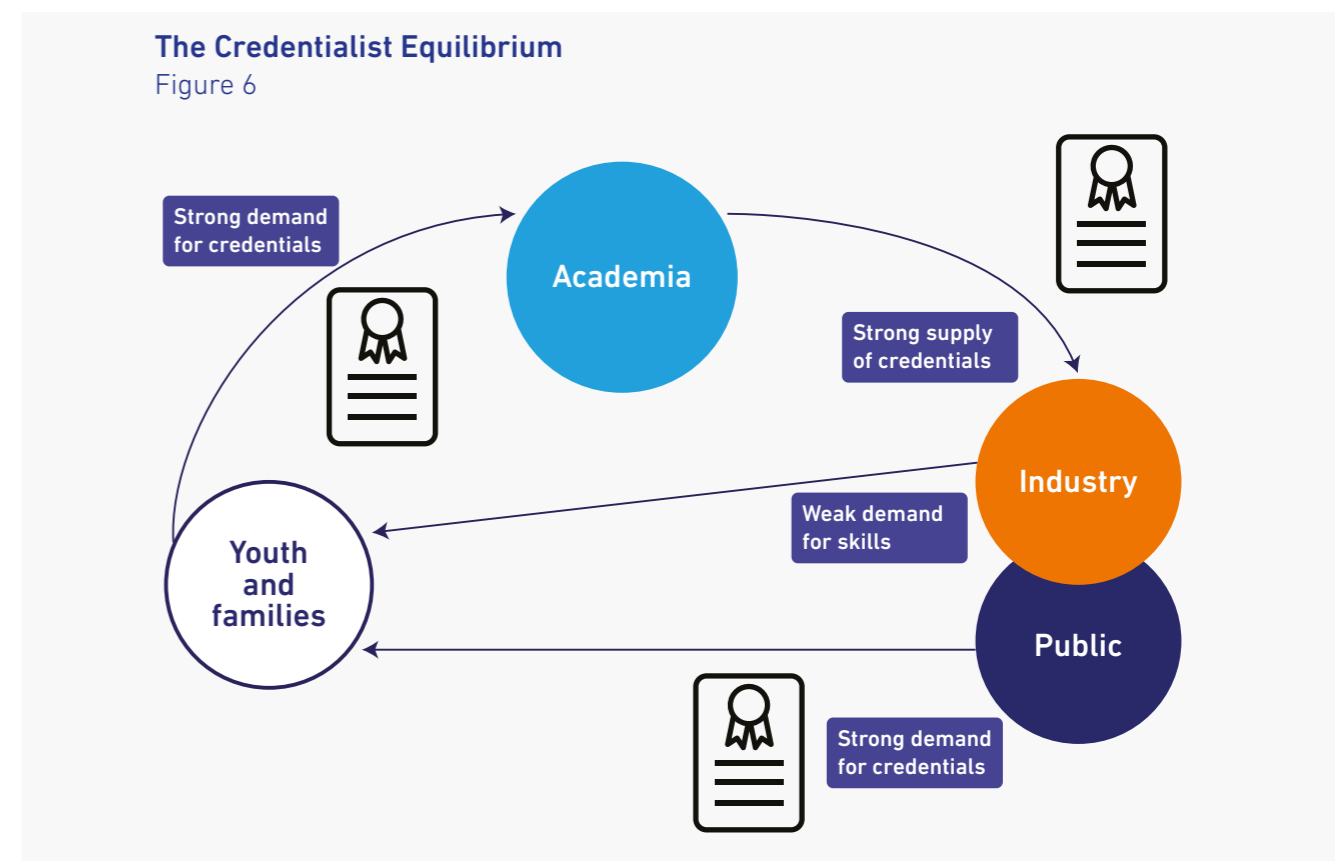 The Credentialist Equilibrium
Figure 6
Strong demand
for credentials
Academia
Strong supply
of credentials
Industry
Weak demand
for skills
Youth
and
families
Public
Strong demand
for credentials